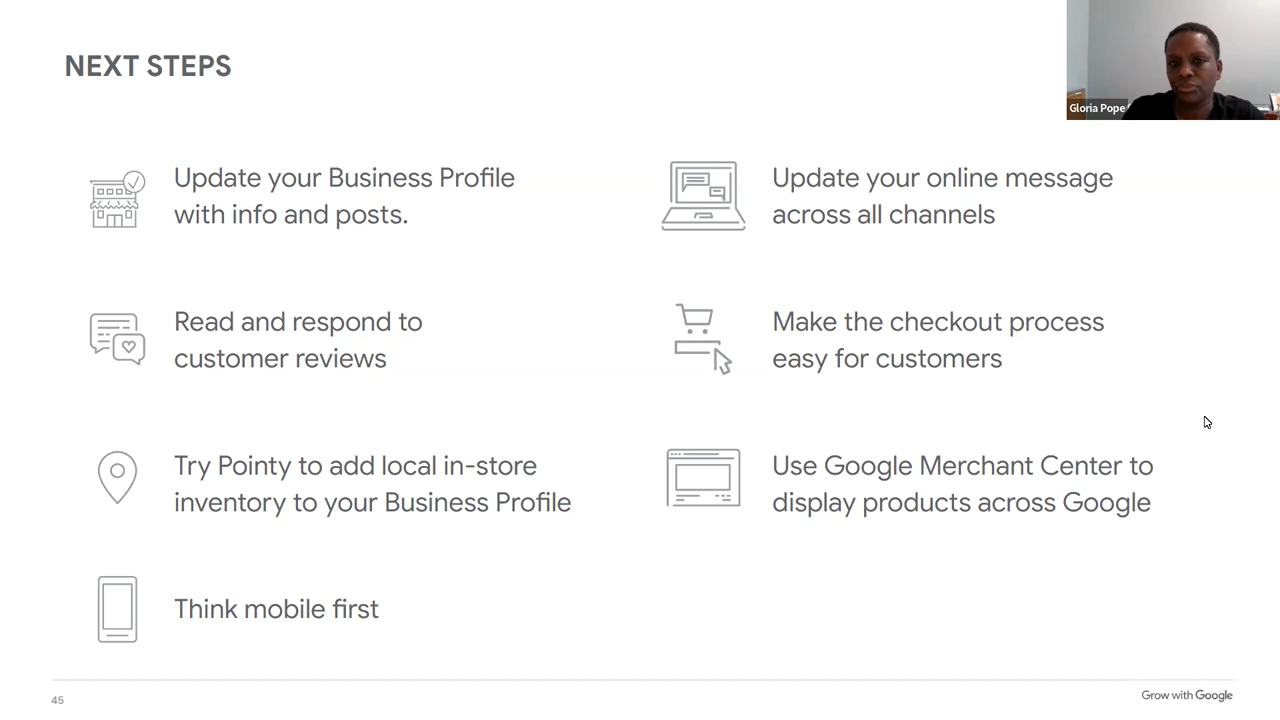 NEXT STEPS
Gloria Pope
Update your Business Profile
with info and posts.
Update your online message
across all channels
Read and respond to
customer reviews
Make the checkout process
easy for customers
Try Pointy to add local in-store
inventory to your Business Profile
Use Google Merchant Center to
display products across Google
Think mobile first
45
Grow with Google